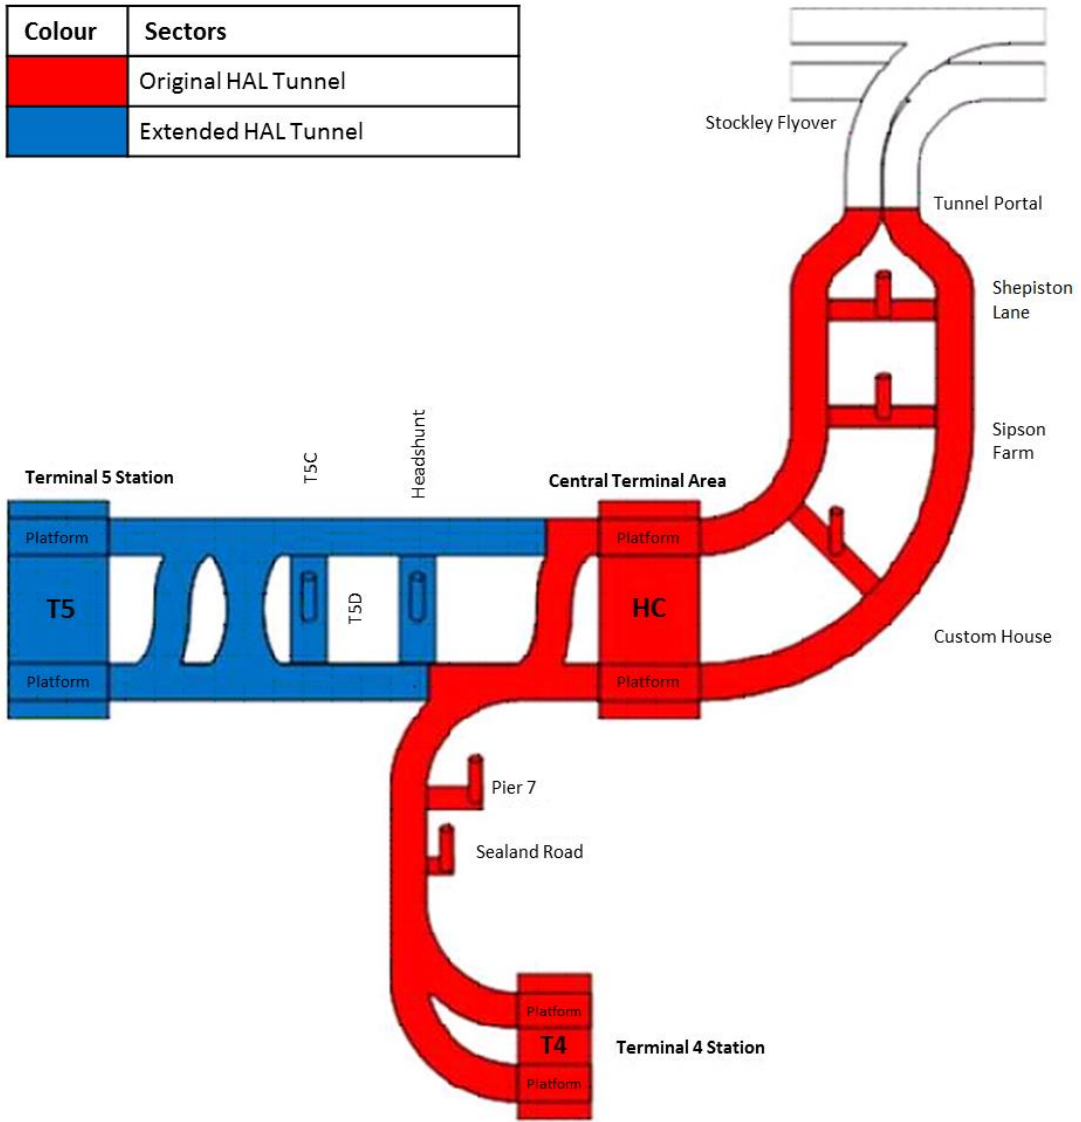 Colour Sectors
Original HAL Tunnel
Extended HAL Tunnel
Stockley Flyover
Tunnel Portal
Shepiston
Lane
Sipson
Farm
Custom House
Terminal 5 Station
T5C
Headshunt
Central Terminal Area
Platform
T5
Platform
T5D
Platform
HC
Platform
Pier 7
Sealand Road
Platform
T4
Platform
Terminal 4 Station